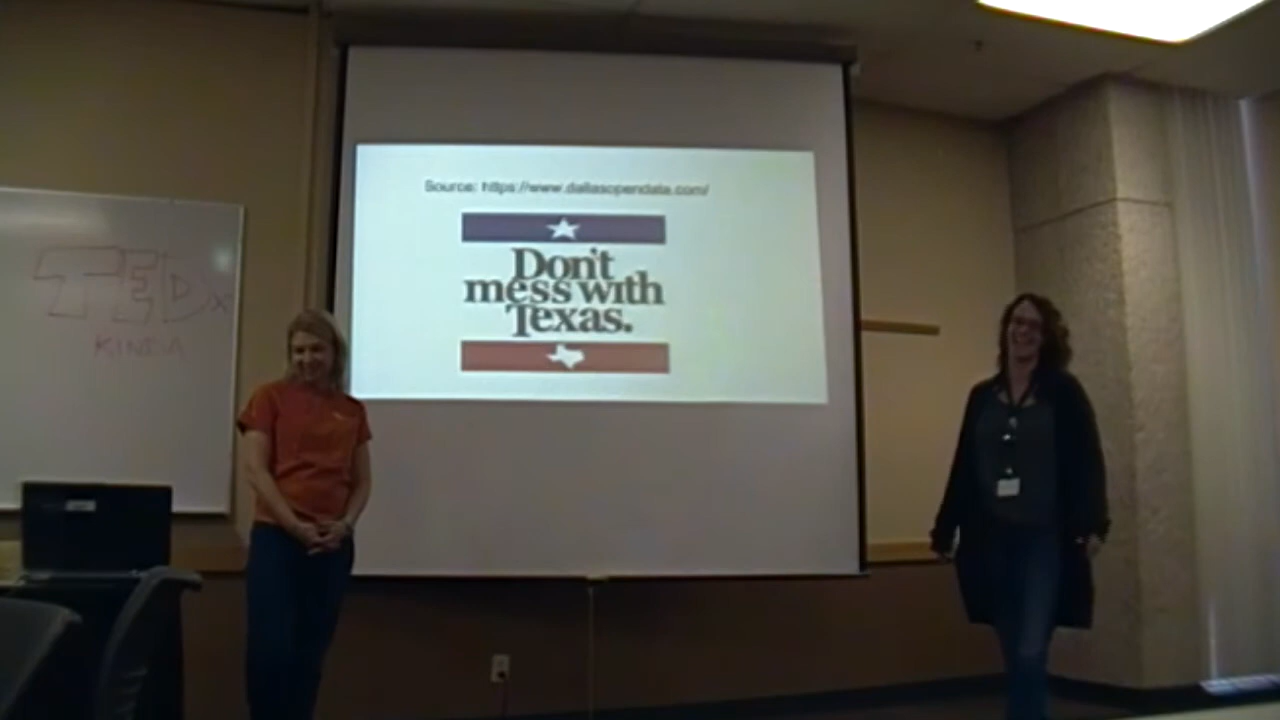 TEDx
KINDA
Source: https://www.dallasopendata.com/
Don't
mess with
Texas.